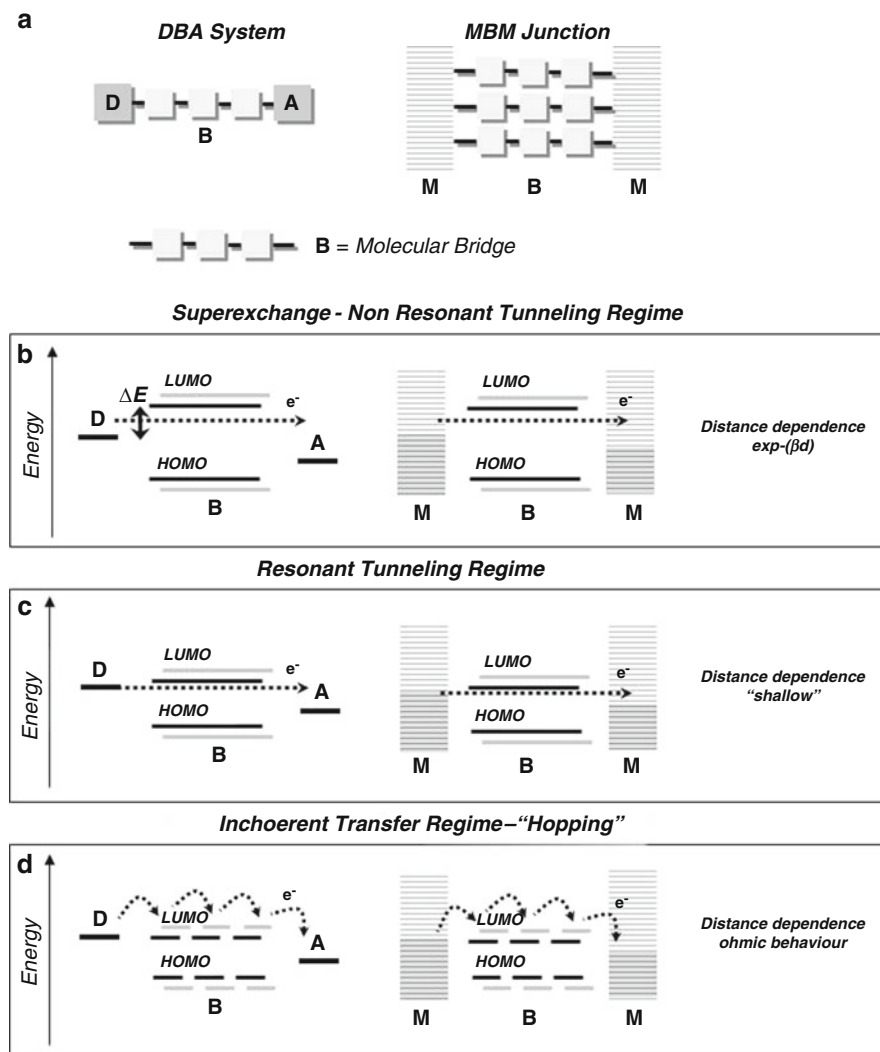 a
DBA System
MBM Junction
D
A
B
M
B
M
B = Molecular Bridge
Superexchange - Non Resonant Tunneling Regime
b
Energy
ΔE
LUMO
e-
D
A
HOMO
B
LUMO
e-
HOMO
M
B
M
Distance dependence
exp-(βd)
Resonant Tunneling Regime
c
Energy
D
LUMO
e-
A
HOMO
B
LUMO
e-
HOMO
M
B
M
Distance dependence
“shallow”
Inchoerent Transfer Regime–“Hopping”
d
Energy
D
LUMO
e-
A
HOMO
B
LUMO
e-
HOMO
M
B
M
Distance dependence
ohmic behaviour